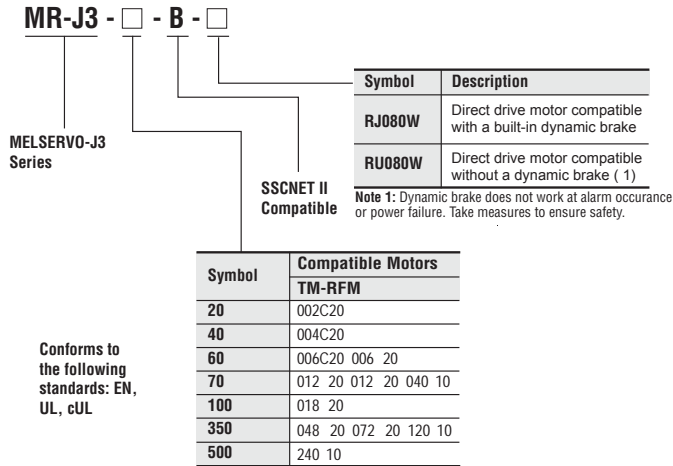 MR-J3 - □ - B - □
Symbol Description
RJ080W Direct drive motor compatible
with a built-in dynamic brake
RU080W Direct drive motor compatible
without a dynamic brake ( 1)
Note 1: Dynamic brake does not work at alarm occurance
or power failure. Take measures to ensure safety.
MELSERVO-J3
Series
SSCNET II
Compatible
Symbol Compatible Motors
TM-RFM
20 002C20
40 004C20
60 006C20 006 20
70 012 20 012 20 040 10
100 018 20
350 048 20 072 20 120 10
500 240 10
Conforms to
the following
standards: EN,
UL, cUL